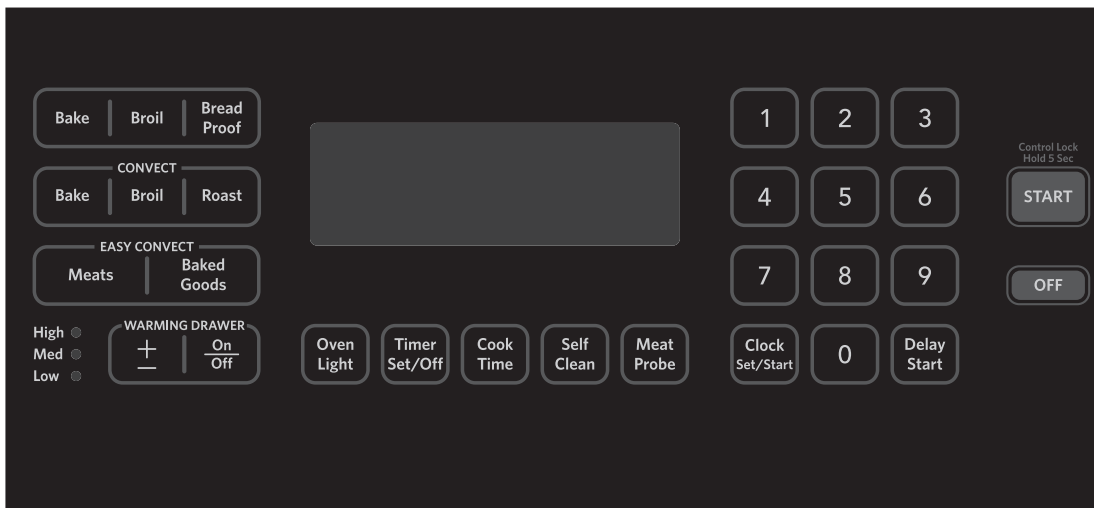 Bake Broil Bread
Proof
CONVECT
Bake Broil Roast
EASY CONVECT
Meats Baked
Goods
High
Med
Low
WARMING DRAWER
+
−
On
Off
Oven
Light
Timer
Set/Off
Cook
Time
Self
Clean
Meat
Probe
1 2 3
4 5 6
7 8 9
Clock
Set/Start
0
Delay
Start
Control Lock
Hold 5 Sec
START
OFF